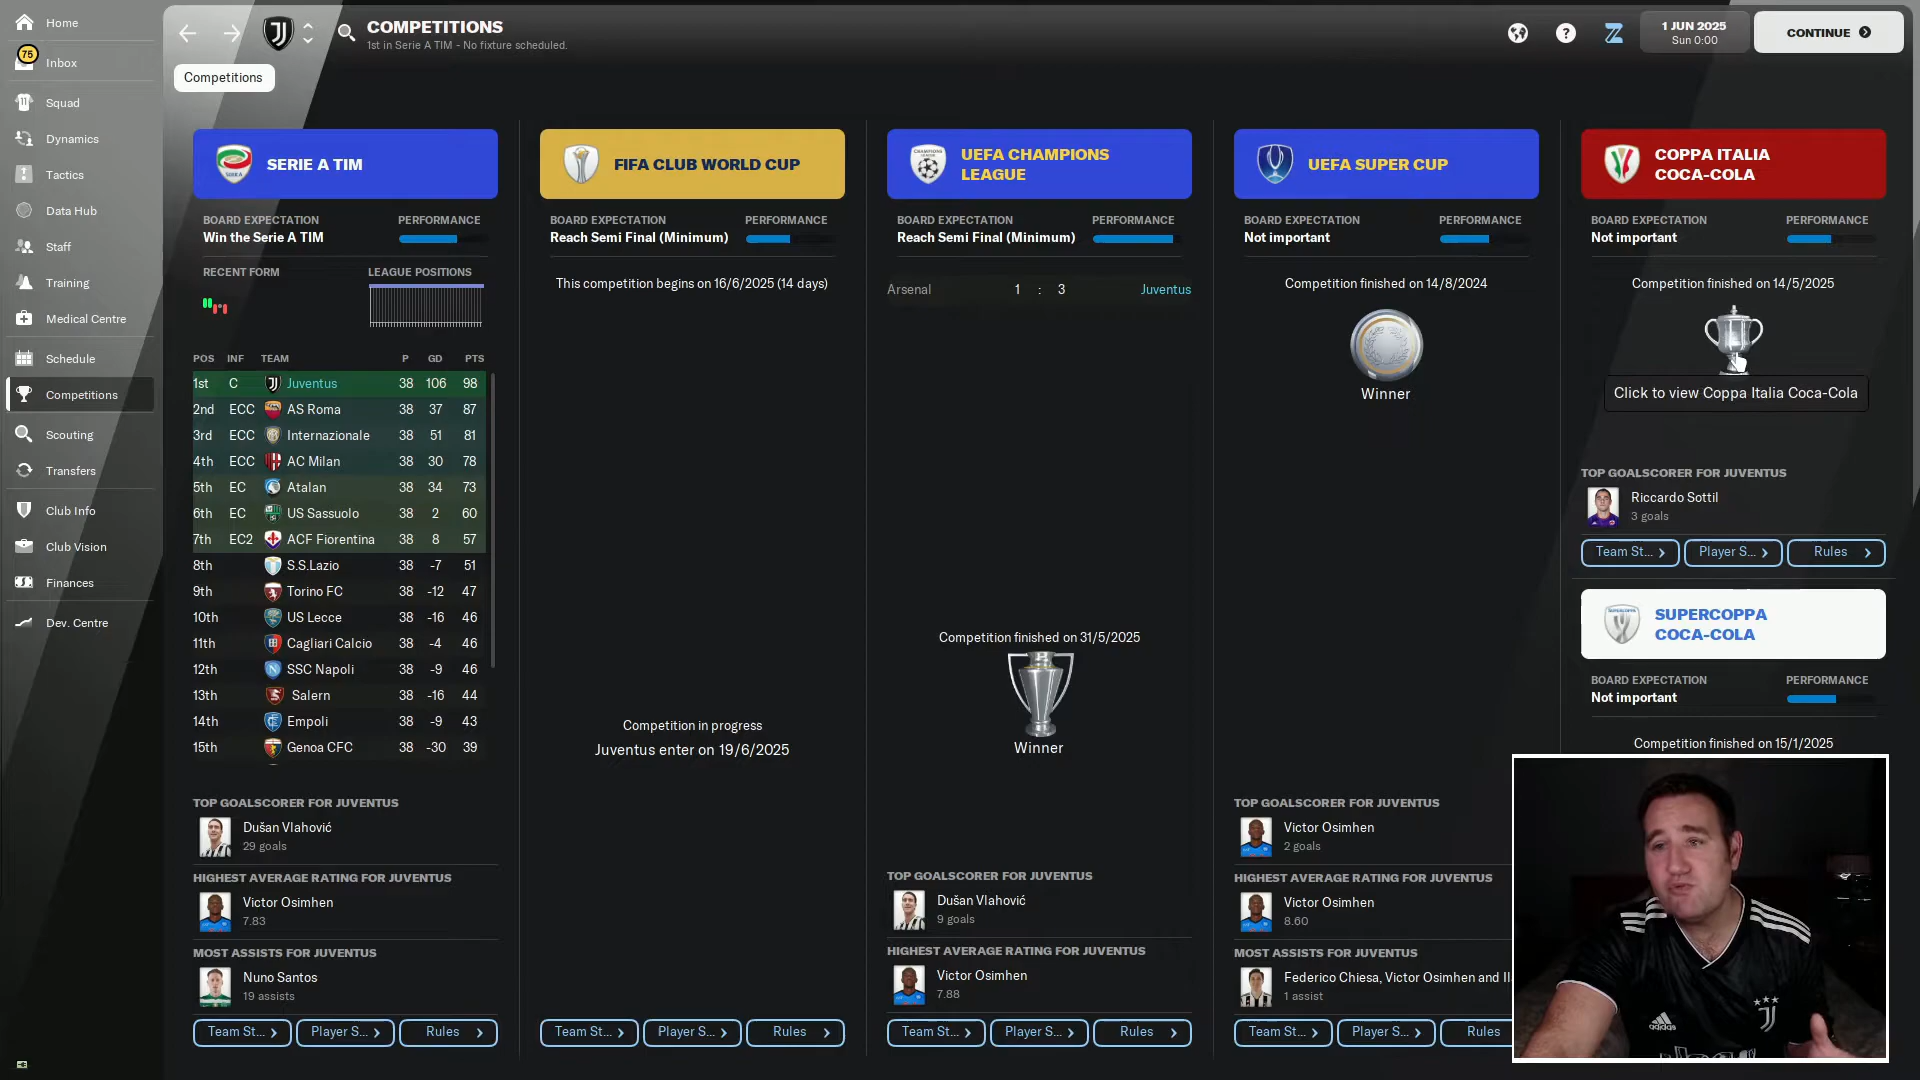 Home
75
Inbox
Squad
Dynamics
Tactics
Data Hub
Staff
Training
Medical Centre
Schedule
Competitions
Scouting
Transfers
Club Info
Club Vision
Finances
Dev. Centre
COMPETITIONS
1st in Serie A TIM - No fixture scheduled.
1 JUN 2025
Sun 0:00
CONTINUE
Competitions
SERIE A TIM
BOARD EXPECTATION PERFORMANCE
Win the Serie A TIM
RECENT FORM LEAGUE POSITIONS
POS INF TEAM P GD PTS
1st C Juventus 38 106 98
2nd ECC AS Roma 38 37 87
3rd ECC Internazionale 38 51 81
4th ECC AC Milan 38 30 78
5th EC Atalan 38 34 73
6th EC US Sassuolo 38 2 60
7th EC2 ACF Fiorentina 38 8 57
8th S.S.Lazio 38 -7 51
9th Torino FC 38 -12 47
10th US Lecce 38 -16 46
11th Cagliari Calcio 38 -4 46
12th SSC Napoli 38 -9 46
13th Salern 38 -16 44
14th Empoli 38 -9 43
15th Genoa CFC 38 -30 39
TOP GOALSCORER FOR JUVENTUS
Dušan Vlahović
29 goals
HIGHEST AVERAGE RATING FOR JUVENTUS
Victor Osimhen
7.83
MOST ASSISTS FOR JUVENTUS
Nuno Santos
19 assists
Team St... Player S... Rules
FIFA CLUB WORLD CUP
BOARD EXPECTATION PERFORMANCE
Reach Semi Final (Minimum)
This competition begins on 16/6/2025 (14 days)
Competition in progress
Juventus enter on 19/6/2025
Team St... Player S... Rules
CHAMPIONS
LEAGUE
UEFA CHAMPIONS
LEAGUE
BOARD EXPECTATION PERFORMANCE
Reach Semi Final (Minimum)
Arsenal 1 : 3 Juventus
Competition finished on 31/5/2025
Winner
TOP GOALSCORER FOR JUVENTUS
Dušan Vlahović
9 goals
HIGHEST AVERAGE RATING FOR JUVENTUS
Victor Osimhen
7.88
Team St... Player S... Rules
UEFA SUPER CUP
BOARD EXPECTATION PERFORMANCE
Not important
Competition finished on 14/8/2024
Winner
TOP GOALSCORER FOR JUVENTUS
Victor Osimhen
2 goals
HIGHEST AVERAGE RATING FOR JUVENTUS
Victor Osimhen
8.60
MOST ASSISTS FOR JUVENTUS
Federico Chiesa, Victor Osimhen and Il
1 assist
Team St... Player S... Rules
COPPA ITALIA
COCA-COLA
BOARD EXPECTATION PERFORMANCE
Not important
Competition finished on 14/5/2025
Click to view Coppa Italia Coca-Cola
TOP GOALSCORER FOR JUVENTUS
Riccardo Sottil
3 goals
Team St... Player S... Rules
SUPERCOPPA
COCA-COLA
BOARD EXPECTATION PERFORMANCE
Not important
Competition finished on 15/1/2025
adidas